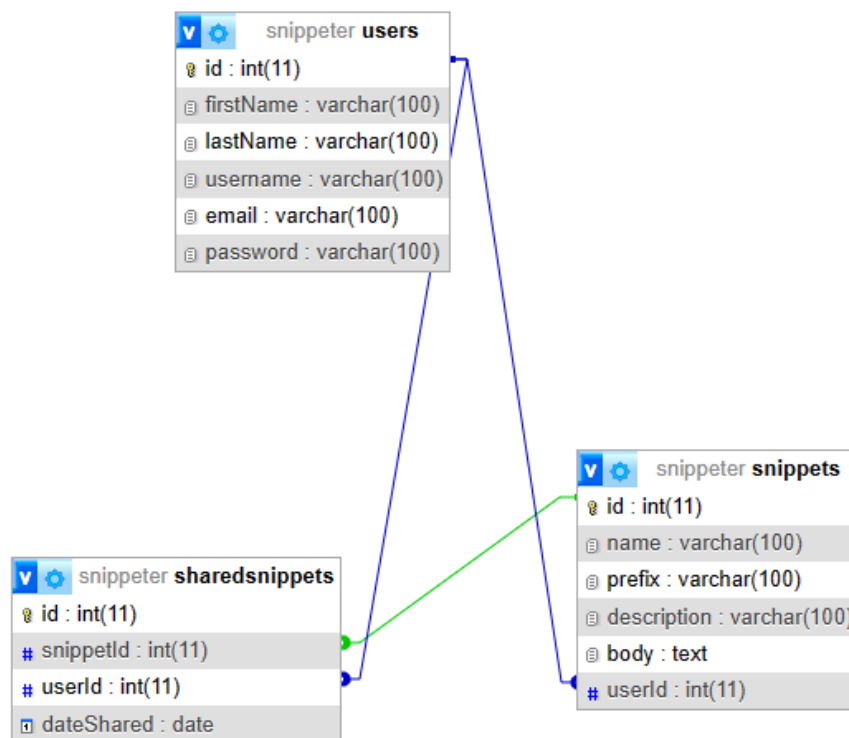 snippeter users
id : int(11)
firstName : varchar(100)
lastName : varchar(100)
username : varchar(100)
email : varchar(100)
password : varchar(100)
snippeter snippets
id : int(11)
name : varchar(100)
prefix : varchar(100)
description : varchar(100)
body : text
userId : int(11)
snippeter sharedsnippets
id : int(11)
snippetId : int(11)
userId : int(11)
dateShared : date